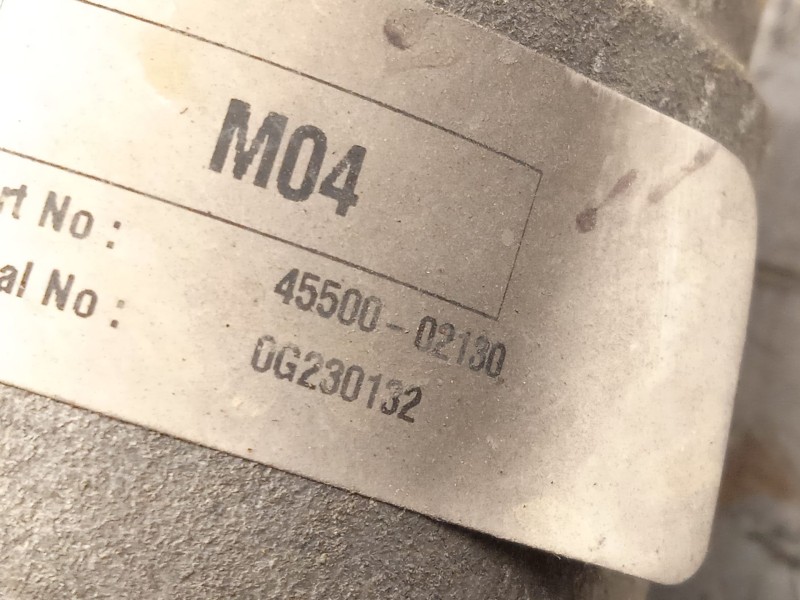 M04
rt No :
45500-02130
al No :
0G230132